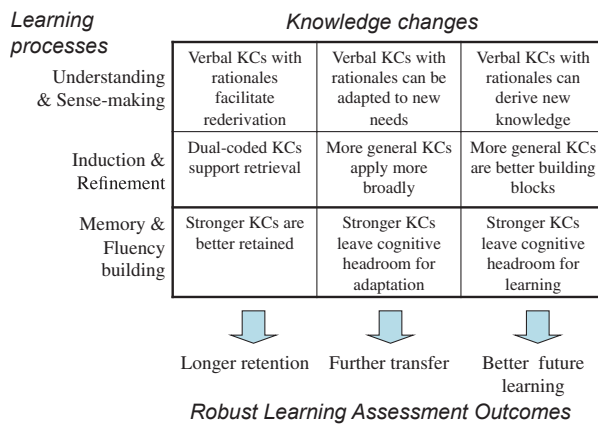 Learning
processes
Knowledge changes
Understanding
& Sense-making
Verbal KCs with
rationales
facilitate
rederivation
Verbal KCs with
rationales can be
adapted to new
needs
Verbal KCs with
rationales can
derive new
knowledge
Induction &
Refinement
Dual-coded KCs
support retrieval
More general KCs
apply more
broadly
More general KCs
are better building
blocks
Memory &
Fluency
building
Stronger KCs are
better retained
Stronger KCs
leave cognitive
headroom for
adaptation
Stronger KCs
leave cognitive
headroom for
learning
Longer retention
Further transfer
Better future
learning
Robust Learning Assessment Outcomes